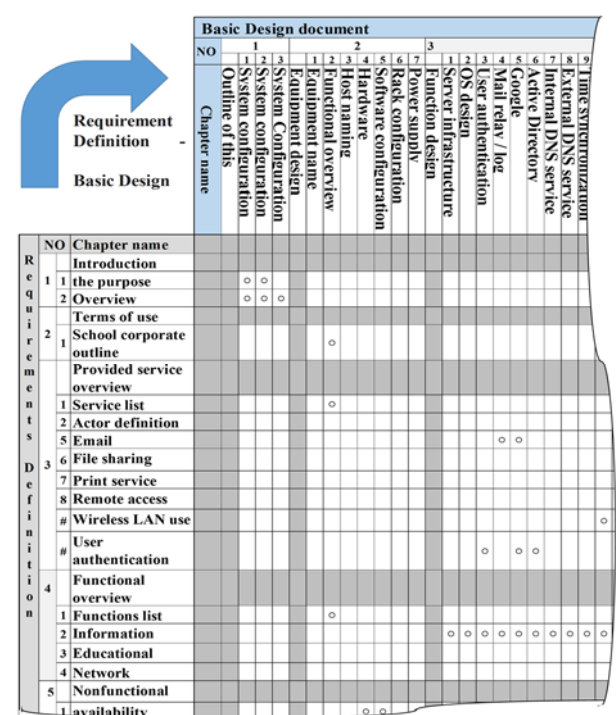 Basic Design document
NO 1 2 3
1 2 3 1 2 3 4 5 6 7 1 2 3 4 5 6 7 8 9
Chapter name
Outline of this
System configuration
System configuration
System Configuration
Equipment design
Equipment name
Functional overview
Host naming
Hardware
Software configuration
Rack configuration
Power supply
Function design
Server infrastructure
OS design
User authentication
Mail relay / log
Google
Active Directory
Internal DNS service
External DNS service
Time synchronization
Requirement
Definition -
Basic Design
Requirements Definition
NO Chapter name
Introduction
1 1 the purpose ○ ○
2 Overview ○ ○ ○
Terms of use
2 1 School corporate
outline ○
Provided service
overview
1 Service list ○
2 Actor definition
5 Email ○ ○
3 6 File sharing
7 Print service
8 Remote access
# Wireless LAN use ○
# User
authentication ○ ○ ○
4 Functional
overview
1 Functions list ○
2 Information ○ ○ ○ ○ ○ ○ ○ ○ ○ ○
3 Educational
4 Network
5 Nonfunctional
1 availability ○ ○